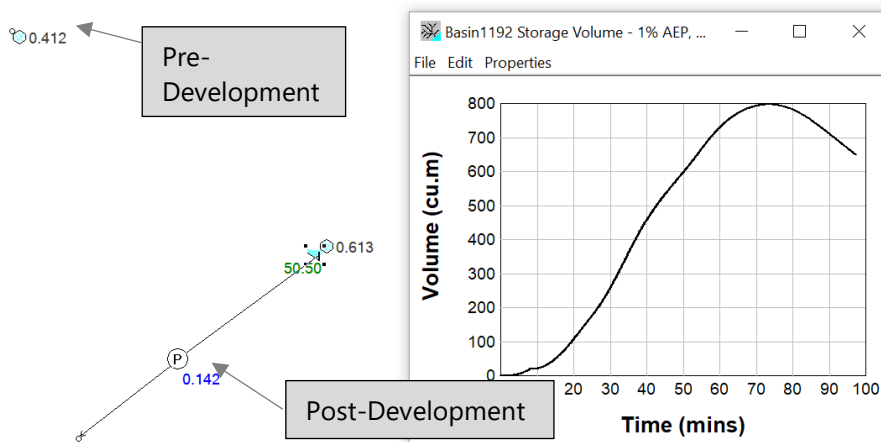 0.412
Pre-
Development
0.613
50.50
P
0.142
Post-Development
Basin1192 Storage Volume - 1% AEP, ...
File Edit Properties
800
700
600
500
400
300
200
100
0
Volume (cu.m)
20 30 40 50 60 70 80 90 100
Time (mins)